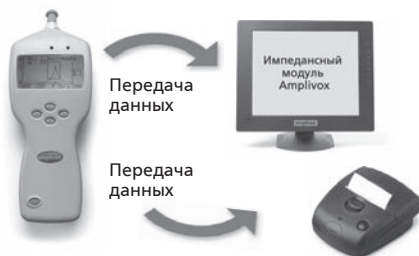 Импедансный
модуль
Amplivox
Передача
данных
Передача
данных